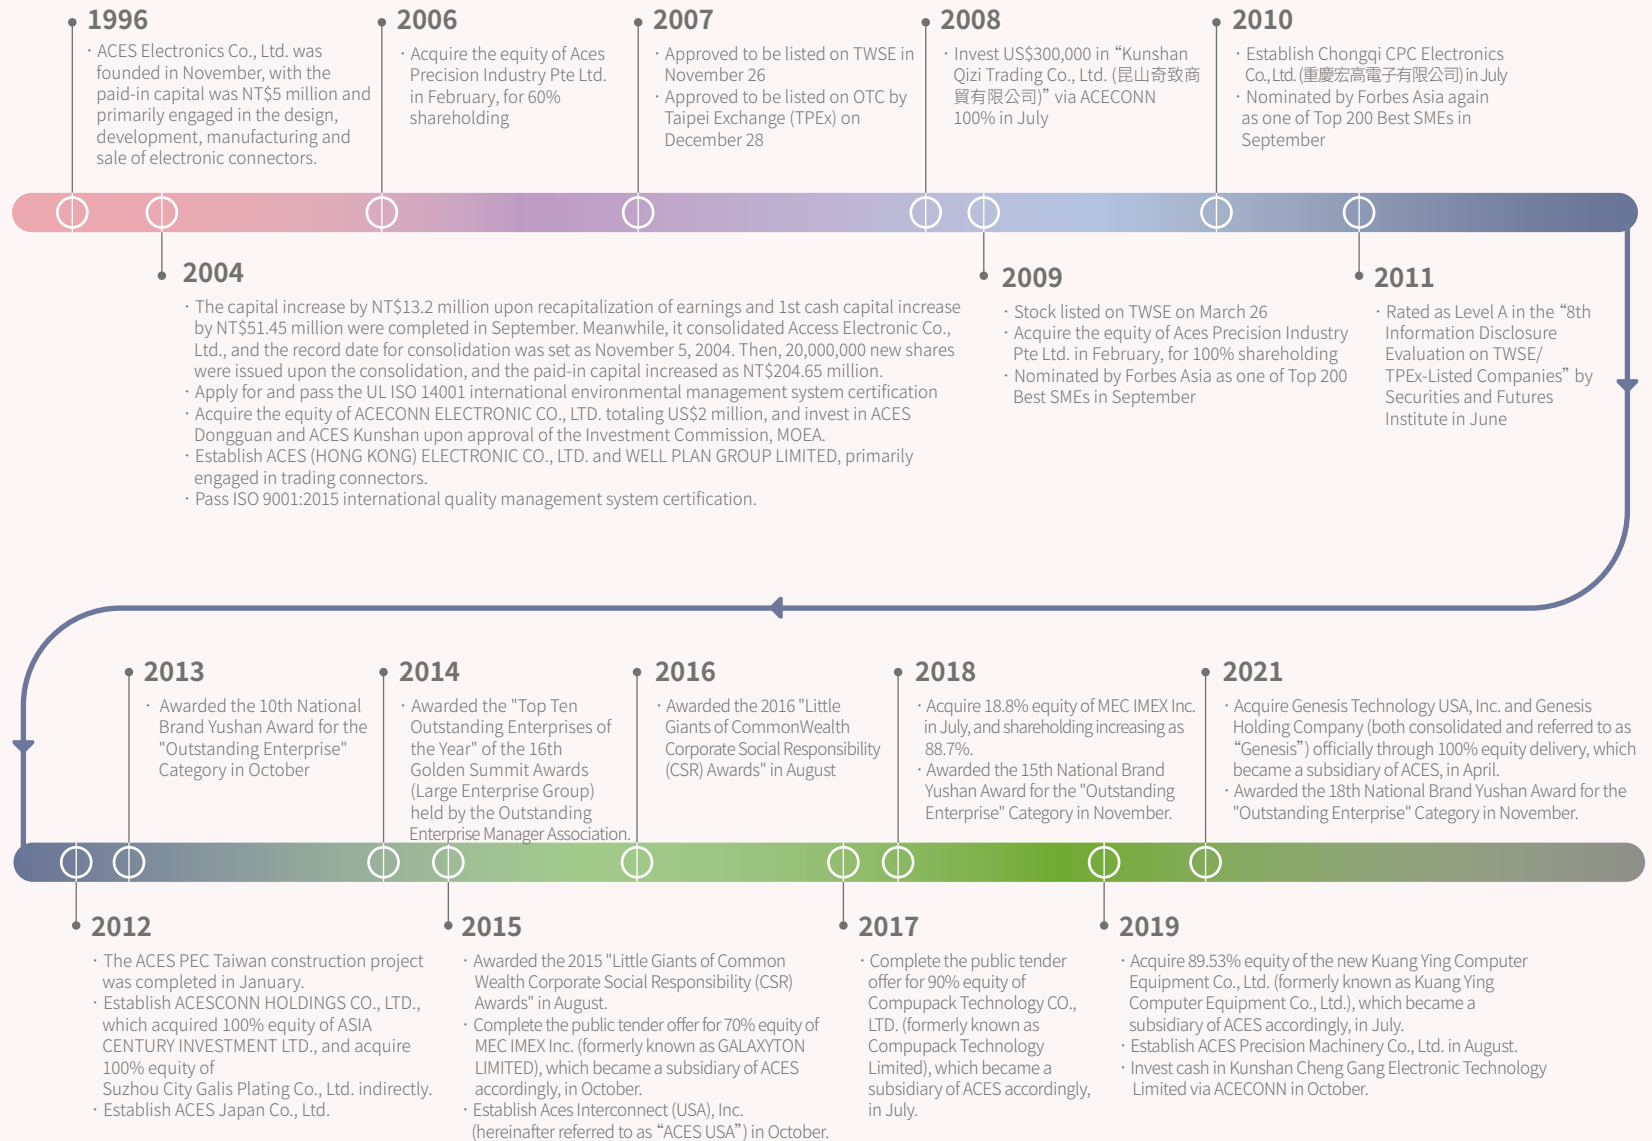 1996
· ACES Electronics Co., Ltd. was
founded in November, with the
paid-in capital was NT$5 million and
primarily engaged in the design,
development, manufacturing and
sale of electronic connectors.
2006
· Acquire the equity of Aces
Precision Industry Pte Ltd.
in February, for 60%
shareholding
2007
· Approved to be listed on TWSE in
November 26
· Approved to be listed on OTC by
Taipei Exchange (TPEx) on
December 28
2008
· Invest US$300,000 in “Kunshan
Qizi Trading Co., Ltd. (昆山奇致商
貿有限公司)” via ACECONN
100% in July
2010
· Establish Chongqi CPC Electronics
Co., Ltd. (重慶宏高電子有限公司) in July
· Nominated by Forbes Asia again
as one of Top 200 Best SMEs in
September
2004
· The capital increase by NT$13.2 million upon recapitalization of earnings and 1st cash capital increase
by NT$51.45 million were completed in September. Meanwhile, it consolidated Access Electronic Co.,
Ltd., and the record date for consolidation was set as November 5, 2004. Then, 20,000,000 new shares
were issued upon the consolidation, and the paid-in capital increased as NT$204.65 million.
· Apply for and pass the UL ISO 14001 international environmental management system certification
· Acquire the equity of ACECONN ELECTRONIC CO., LTD. totaling US$2 million, and invest in ACES
Dongguan and ACES Kunshan upon approval of the Investment Commission, MOEA.
· Establish ACES (HONG KONG) ELECTRONIC CO., LTD. and WELL PLAN GROUP LIMITED, primarily
engaged in trading connectors.
· Pass ISO 9001:2015 international quality management system certification.
2009
· Stock listed on TWSE on March 26
· Acquire the equity of Aces Precision Industry
Pte Ltd. in February, for 100% shareholding
· Nominated by Forbes Asia as one of Top 200
Best SMEs in September
2011
· Rated as Level A in the “8th
Information Disclosure
Evaluation on TWSE/
TPEx-Listed Companies” by
Securities and Futures
Institute in June
2013
· Awarded the 10th National
Brand Yushan Award for the
"Outstanding Enterprise"
Category in October
2014
· Awarded the "Top Ten
Outstanding Enterprises of
the Year" of the 16th
Golden Summit Awards
(Large Enterprise Group)
held by the Outstanding
Enterprise Manager Association.
2016
· Awarded the 2016 "Little
Giants of CommonWealth
Corporate Social Responsibility
(CSR) Awards" in August
2018
· Acquire 18.8% equity of MEC IMEX Inc.
in July, and shareholding increasing as
88.7%.
· Awarded the 15th National Brand
Yushan Award for the "Outstanding
Enterprise" Category in November.
2021
· Acquire Genesis Technology USA, Inc. and Genesis
Holding Company (both consolidated and referred to as
“Genesis”) officially through 100% equity delivery, which
became a subsidiary of ACES, in April.
· Awarded the 18th National Brand Yushan Award for the
"Outstanding Enterprise" Category in November.
2012
· The ACES PEC Taiwan construction project
was completed in January.
· Establish ACESCONN HOLDINGS CO., LTD.,
which acquired 100% equity of ASIA
CENTURY INVESTMENT LTD., and acquire
100% equity of
Suzhou City Galis Plating Co., Ltd. indirectly.
· Establish ACES Japan Co., Ltd.
2015
· Awarded the 2015 "Little Giants of Common
Wealth Corporate Social Responsibility (CSR)
Awards" in August.
· Complete the public tender offer for 70% equity of
MEC IMEX Inc. (formerly known as GALAXYTON
LIMITED), which became a subsidiary of ACES
accordingly, in October.
· Establish Aces Interconnect (USA), Inc.
(hereinafter referred to as “ACES USA”) in October.
2017
· Complete the public tender
offer for 90% equity of
Compupack Technology CO.,
LTD. (formerly known as
Compupack Technology
Limited), which became a
subsidiary of ACES accordingly,
in July.
2019
· Acquire 89.53% equity of the new Kuang Ying Computer
Equipment Co., Ltd. (formerly known as Kuang Ying
Computer Equipment Co., Ltd.), which became a
subsidiary of ACES accordingly, in July.
· Establish ACES Precision Machinery Co., Ltd. in August.
· Invest cash in Kunshan Cheng Gang Electronic Technology
Limited via ACECONN in October.